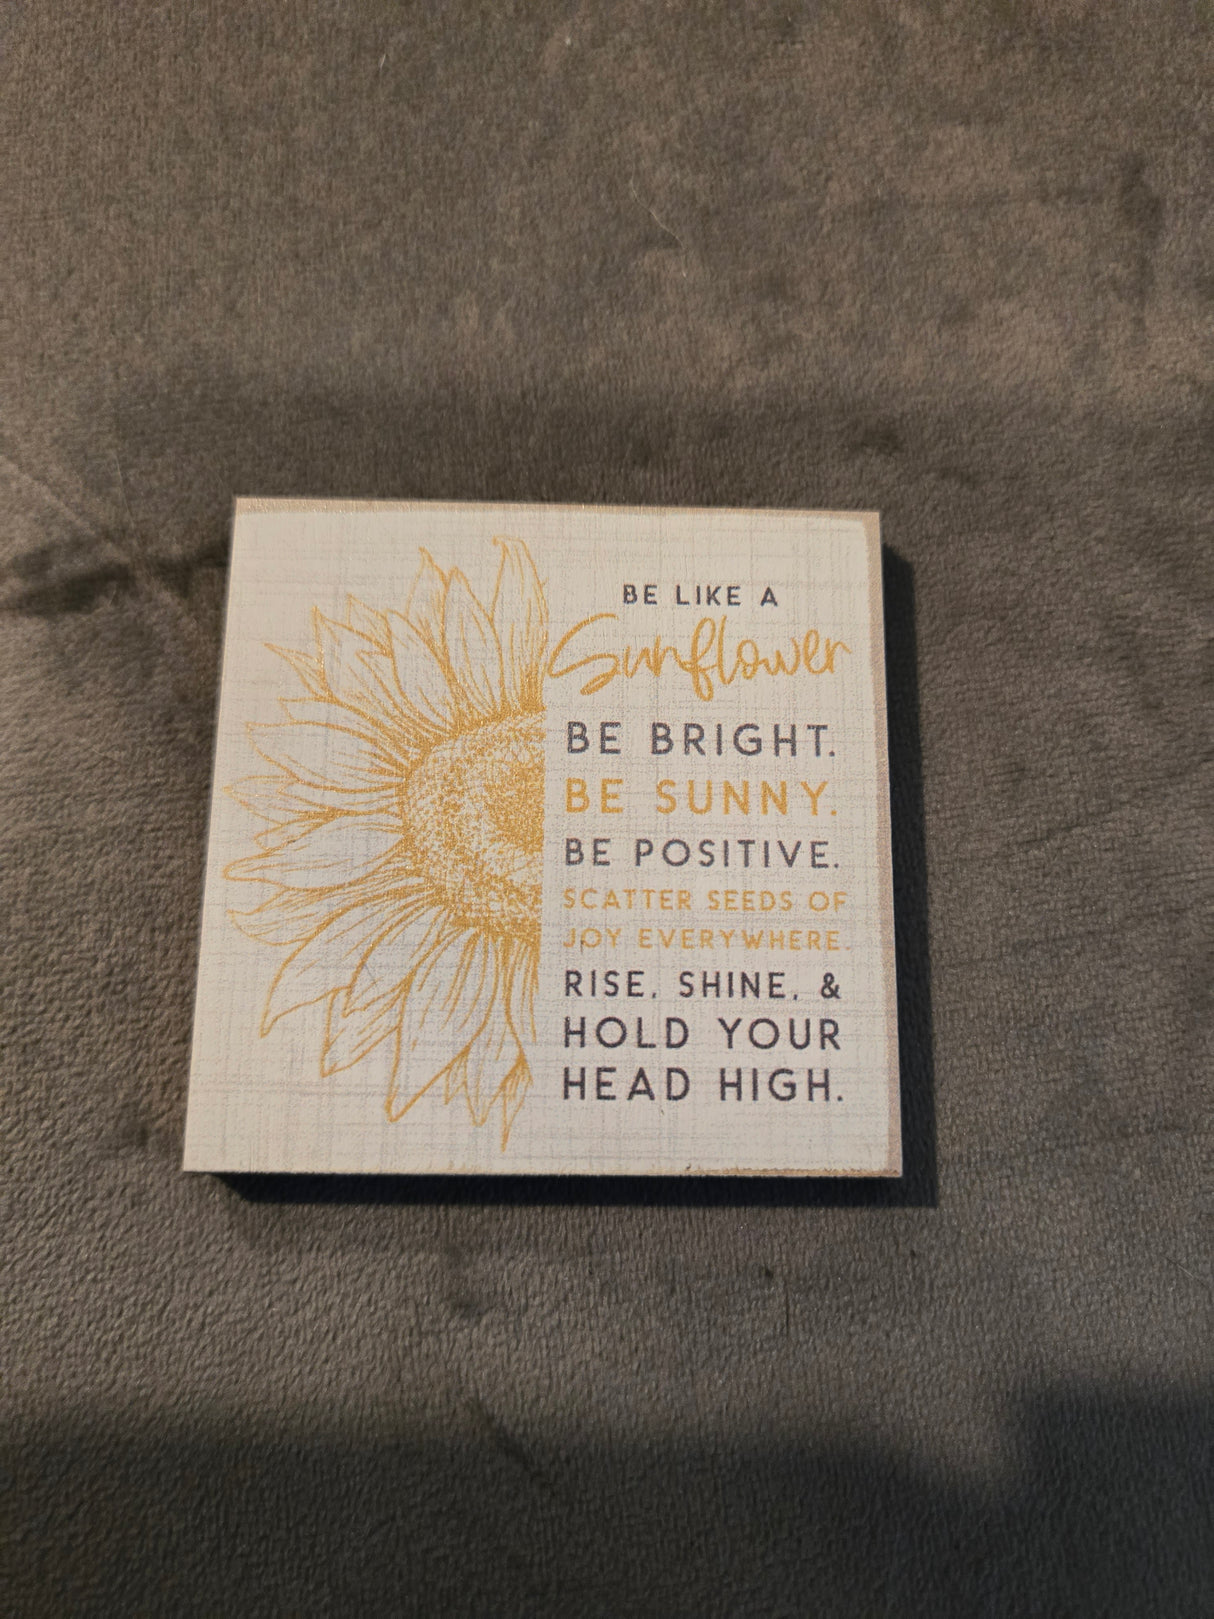 BE LIKE A
Sunflower
BE BRIGHT.
BE SUNNY.
BE POSITIVE.
SCATTER SEEDS OF
JOY EVERYWHERE.
RISE, SHINE, &
HOLD YOUR
HEAD HIGH.